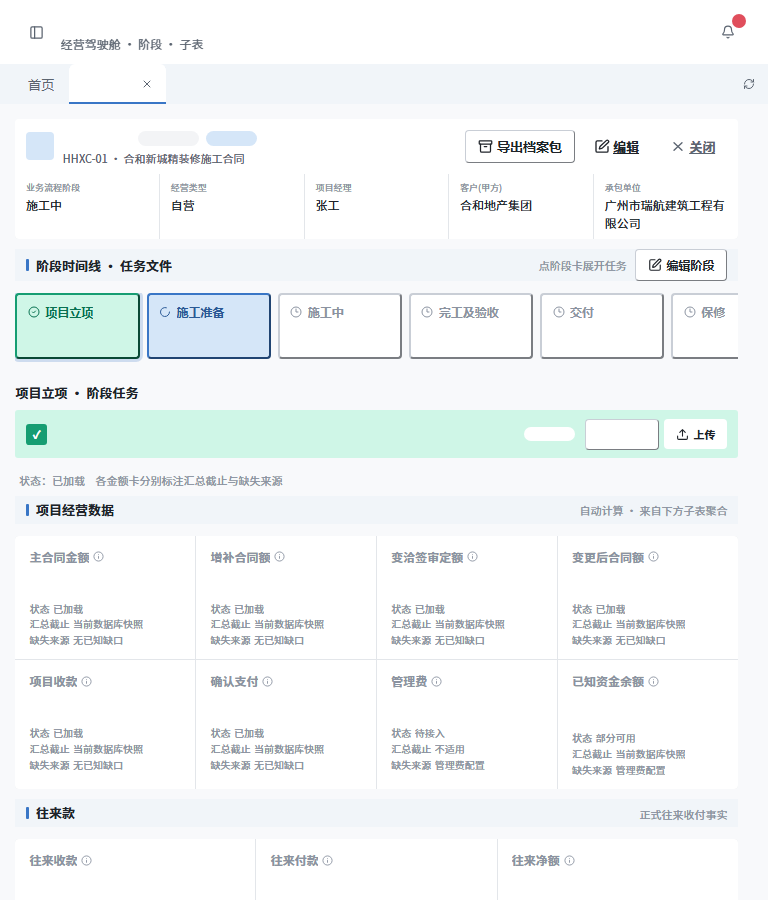 经营驾驶舱 • 阶段 • 子表
首页
HHXC-01 • 合和新城精装修施工合同
导出档案包
编辑
关闭
业务流程阶段
施工中
经营类型
自营
项目经理
张工
客户(甲方)
合和地产集团
承包单位
广州市瑞航建筑工程有
限公司
阶段时间线 • 任务文件
点阶段卡展开任务
编辑阶段
项目立项
施工准备
施工中
完工及验收
交付
保修
项目立项 • 阶段任务
上传
状态：已加载 各金额卡分别标注汇总截止与缺失来源
项目经营数据
自动计算 • 来自下方子表聚合
主合同金额
状态 已加载
汇总截止 当前数据库快照
缺失来源 无已知缺口
增补合同额
状态 已加载
汇总截止 当前数据库快照
缺失来源 无已知缺口
变洽签审定额
状态 已加载
汇总截止 当前数据库快照
缺失来源 无已知缺口
变更后合同额
状态 已加载
汇总截止 当前数据库快照
缺失来源 无已知缺口
项目收款
状态 已加载
汇总截止 当前数据库快照
缺失来源 无已知缺口
确认支付
状态 已加载
汇总截止 当前数据库快照
缺失来源 无已知缺口
管理费
状态 待接入
汇总截止 不适用
缺失来源 管理费配置
已知资金余额
状态 部分可用
汇总截止 当前数据库快照
缺失来源 管理费配置
往来款
正式往来收付事实
往来收款
往来付款
往来净额